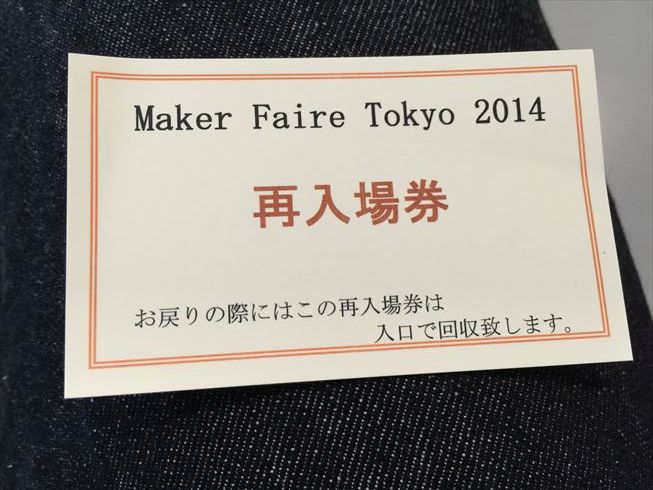 Maker Faire Tokyo 2014
再入場券
お戻りの際にはこの再入場券は
入口で回収致します。